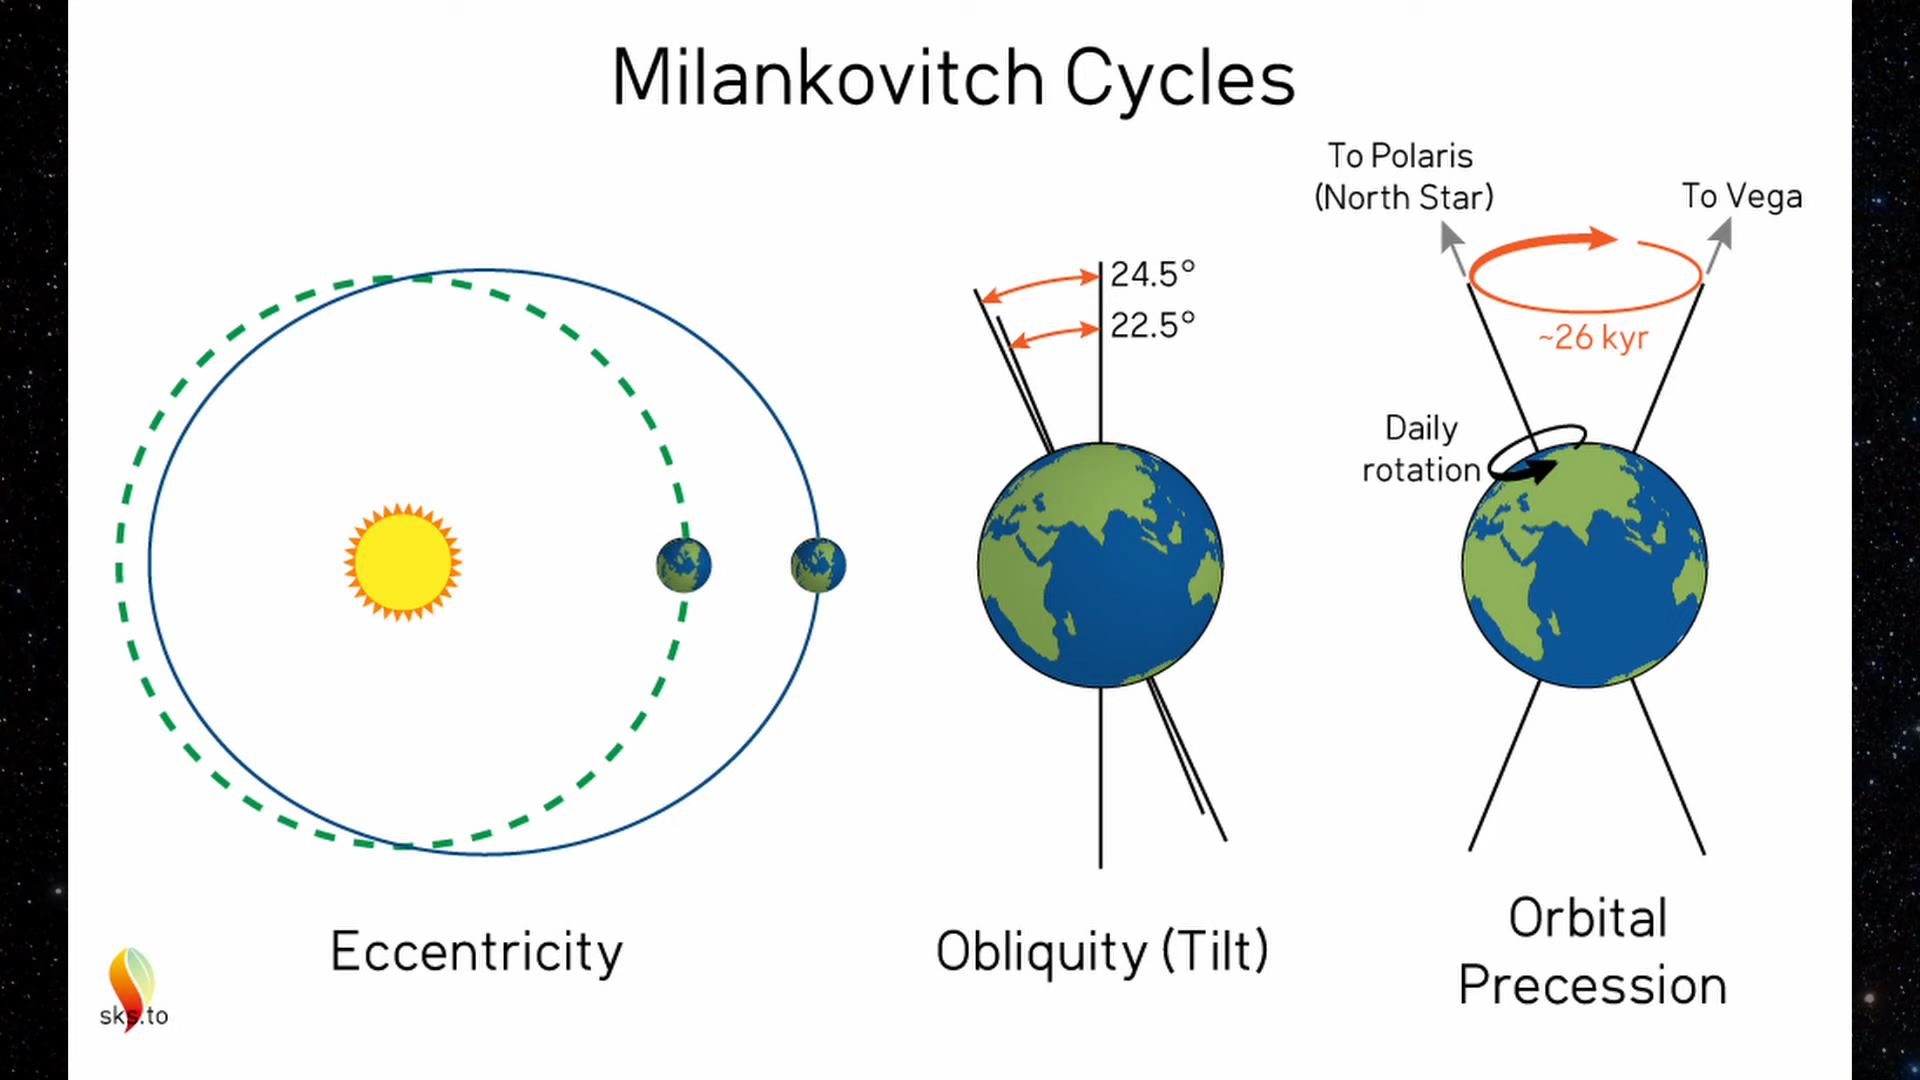 Milankovitch Cycles
To Polaris
(North Star)
To Vega
24.5°
22.5°
~26 kyr
Daily
rotation
Eccentricity
Obliquity (Tilt)
Orbital
Precession
sks.to